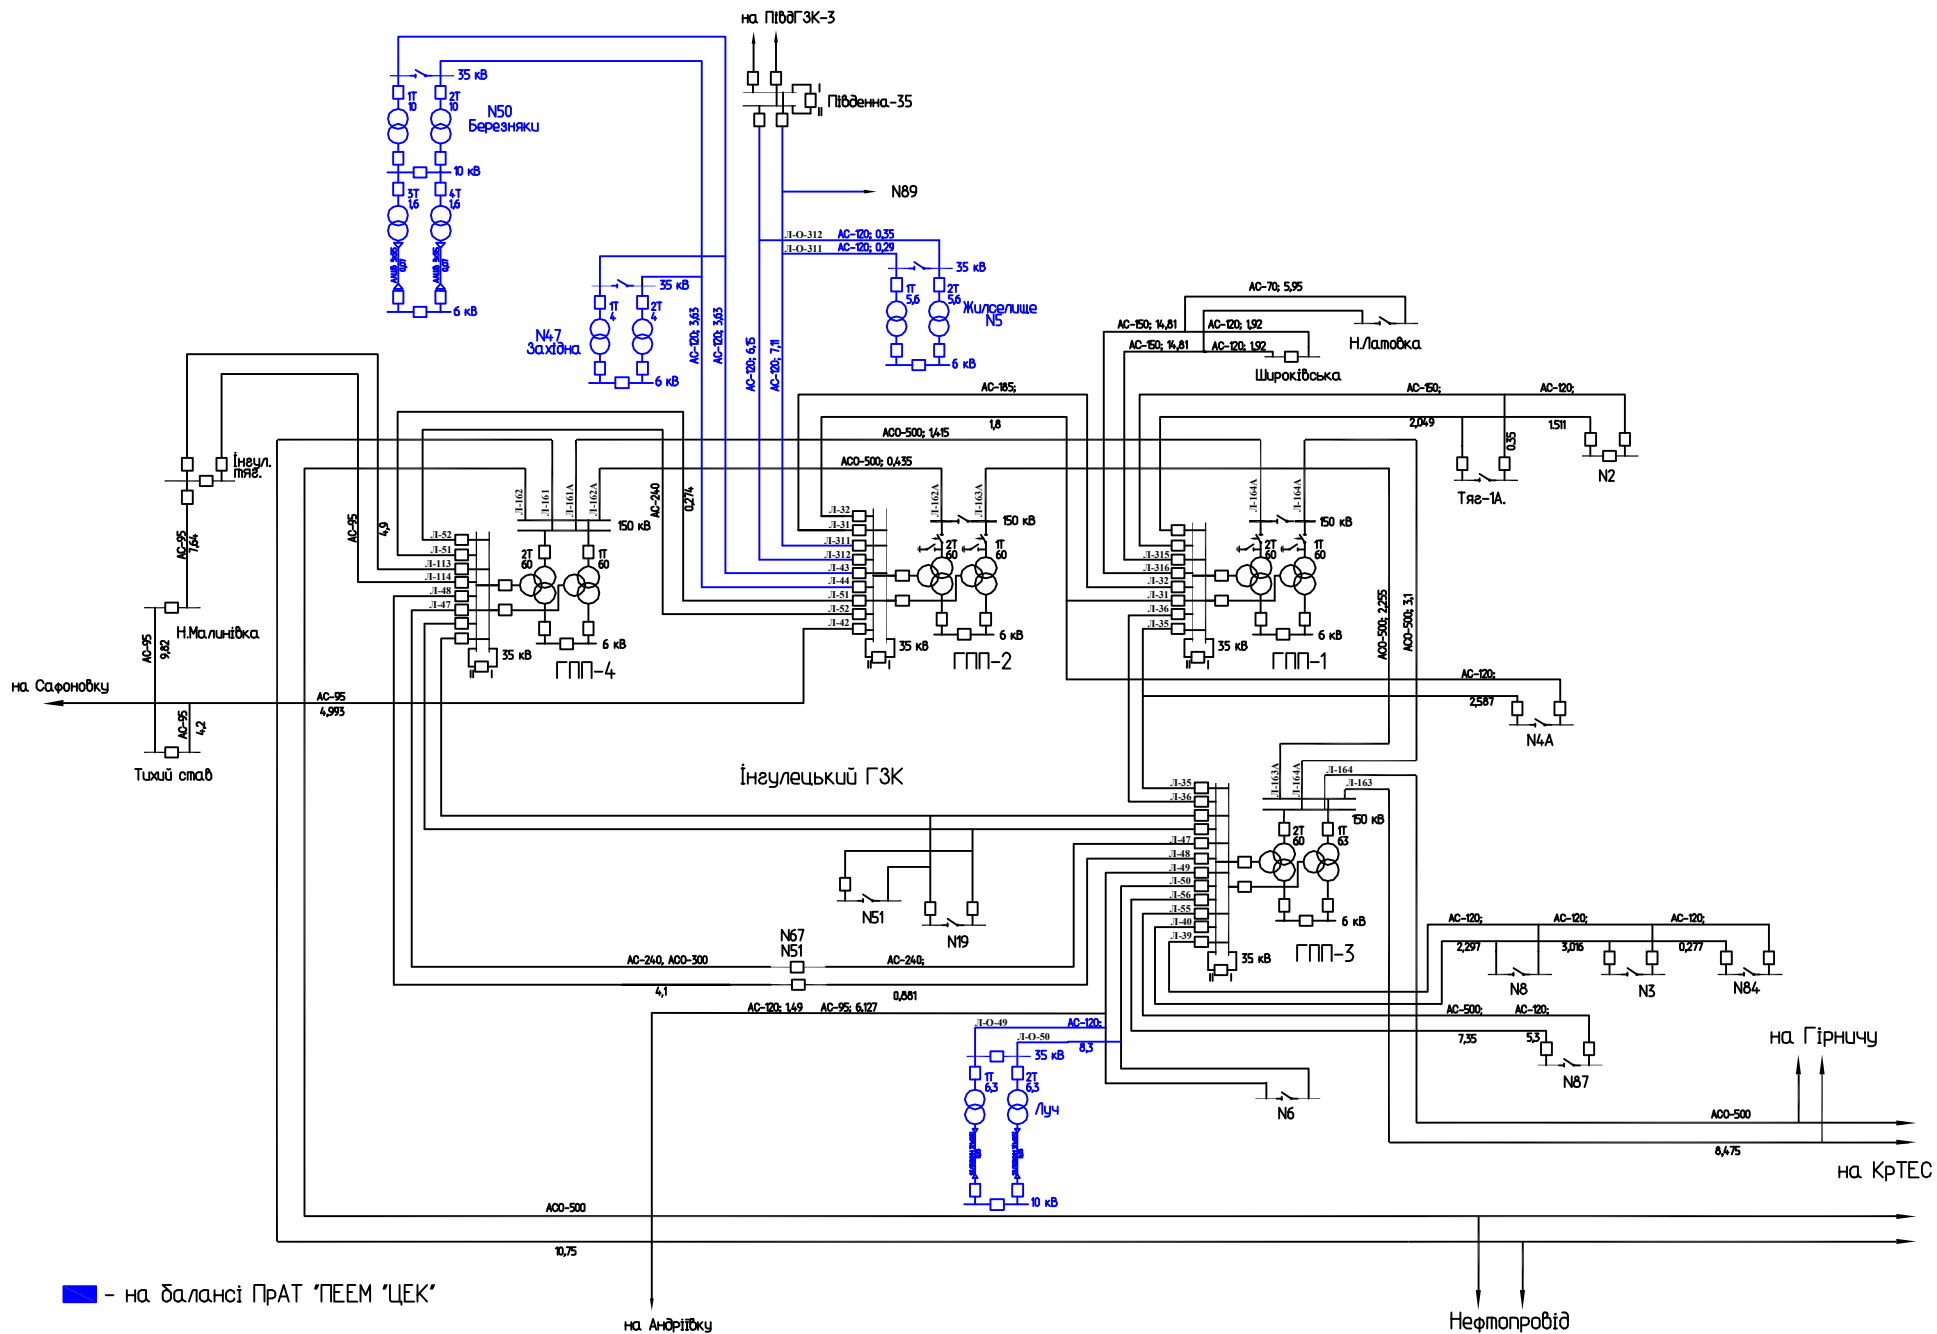 на ПівдГЗК-3
35 кВ
1Т
10
2Т
10
N50
Березняки
10 кВ
3Т
1,6
4Т
1,6
6 кВ
Південна-35
I
II
N89
Л-О-312
АС-120; 0,35
Л-О-311
АС-120; 0,29
35 кВ
1Т
5,6
2Т
5,6
Жилселище
N5
6 кВ
35 кВ
1Т
4
2Т
4
N47
Західна
6 кВ
АС-120; 3,63
АС-120; 3,63
АС-120; 6,15
АС-120; 7,11
АС-70; 5,95
АС-150; 14,81
АС-120; 1,92
АС-150; 14,81
АС-120; 1,92
Н.Латовка
Широківська
АС-185;
1,8
АС-150;
АС-120;
2,049
1.511
0.35
Тяг-1А.
N2
АСО-500; 1,415
АСО-500; 0,435
Інгул.
тяг.
АС-95
7,64
АС-95
4,9
Н.Малинівка
АС-95
9,82
на Сафоновку
АС-95
4,993
АС-95
4,2
Тихий став
Л-162
Л-161
Л-161А
Л-162А
150 кВ
Л-52
Л-51
Л-113
Л-114
Л-48
Л-47
2Т
60
1Т
60
35 кВ
II
I
6 кВ
ГПП-4
АС-240
0,274
Л-32
Л-31
Л-311
Л-312
Л-43
Л-44
Л-51
Л-52
Л-42
Л-162А
Л-163А
150 кВ
2Т
60
1Т
60
35 кВ
II
I
6 кВ
ГПП-2
Л-315
Л-316
Л-32
Л-31
Л-36
Л-35
Л-164А
Л-164А
150 кВ
2Т
60
1Т
60
35 кВ
II
I
6 кВ
ГПП-1
АСО-500; 2,255
АСО-500; 3,1
АС-120;
2,587
N4А
Інгулецький ГЗК
Л-163А
Л-164А
Л-164
Л-163
150 кВ
Л-35
Л-36
Л-47
Л-48
Л-49
Л-50
Л-56
Л-55
Л-40
Л-39
2Т
60
1Т
63
35 кВ
II
I
6 кВ
ГПП-3
N51
N19
N67
N51
АС-240, АСО-300
АС-240;
4,1
0,881
АС-120; 1,49
АС-95; 6,127
АС-120;
АС-120;
АС-120;
2,297
3,016
0,277
N8
N3
N84
АС-500;
АС-120;
7,35
5,3
N87
Л-О-49
АС-120;
Л-О-50
8,3
35 кВ
1Т
6,3
2Т
6,3
Луч
10 кВ
N6
на Гірничу
АСО-500
8,475
на КрТЕС
АСО-500
10,75
- на балансі ПрАТ "ПЕЕМ "ЦЕК"
на Андріївку
Нефтопровід